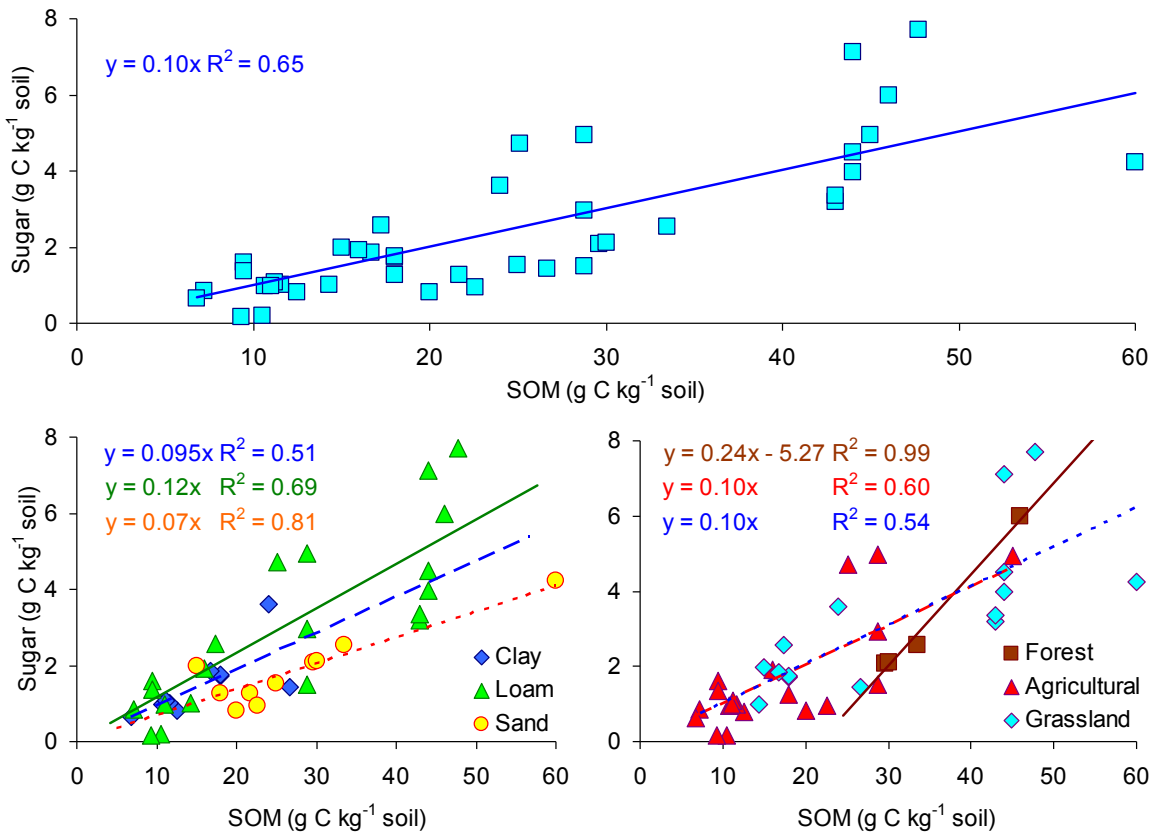 8
6
4
2
0
Sugar (g C kg⁻¹ soil)
y = 0.10x R² = 0.65
0 10 20 30 40 50 60
SOM (g C kg⁻¹ soil)
8
6
4
2
0
Sugar (g C kg⁻¹ soil)
y = 0.095x R² = 0.51
y = 0.12x R² = 0.69
y = 0.07x R² = 0.81
Clay
Loam
Sand
0 10 20 30 40 50 60
SOM (g C kg⁻¹ soil)
8
6
4
2
0
y = 0.24x - 5.27 R² = 0.99
y = 0.10x R² = 0.60
y = 0.10x R² = 0.54
Forest
Agricultural
Grassland
0 10 20 30 40 50 60
SOM (g C kg⁻¹ soil)